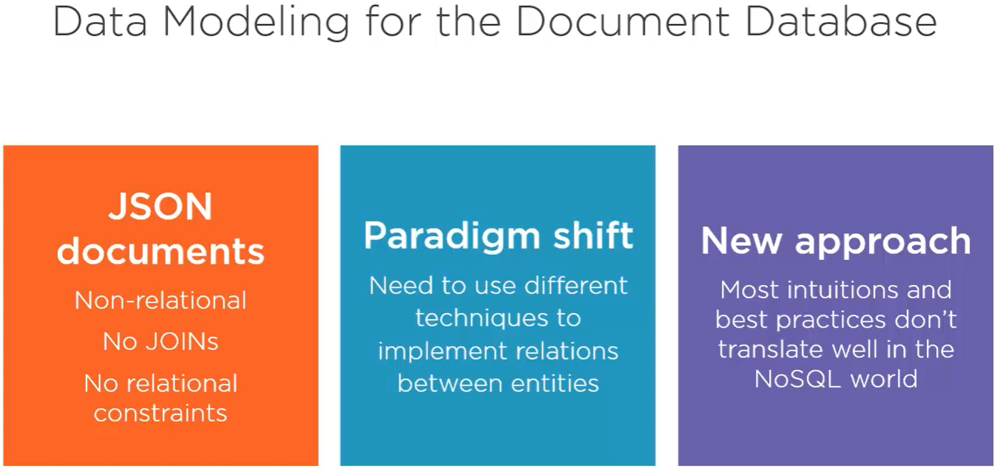 Data Modeling for the Document Database
JSON
documents
Non-relational
No JOINs
No relational
constraints
Paradigm shift
Need to use different
techniques to
implement relations
between entities
New approach
Most intuitions and
best practices don't
translate well in the
NoSQL world